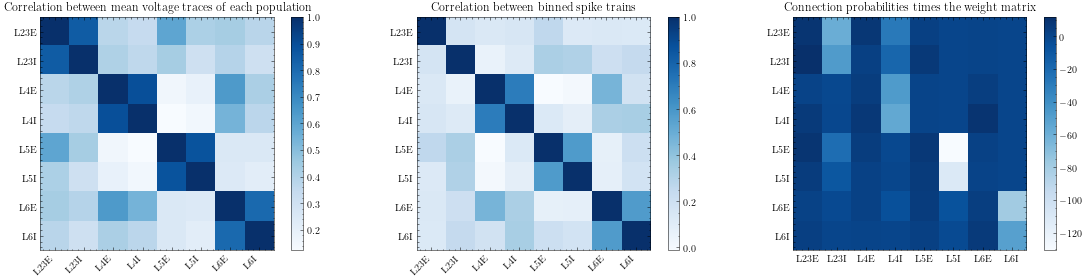 Correlation between mean voltage traces of each population
L23E
L23I
L4E
L4I
L5E
L5I
L6E
L6I
L23E L23I L4E L4I L5E L5I L6E L6I
1.0
0.9
0.8
0.7
0.6
0.5
0.4
0.3
0.2
Correlation between binned spike trains
L23E
L23I
L4E
L4I
L5E
L5I
L6E
L6I
L23E L23I L4E L4I L5E L5I L6E L6I
1.0
0.8
0.6
0.4
0.2
0.0
Connection probabilities times the weight matrix
L23E
L23I
L4E
L4I
L5E
L5I
L6E
L6I
L23E L23I L4E L4I L5E L5I L6E L6I
0
−20
−40
−60
−80
−100
−120